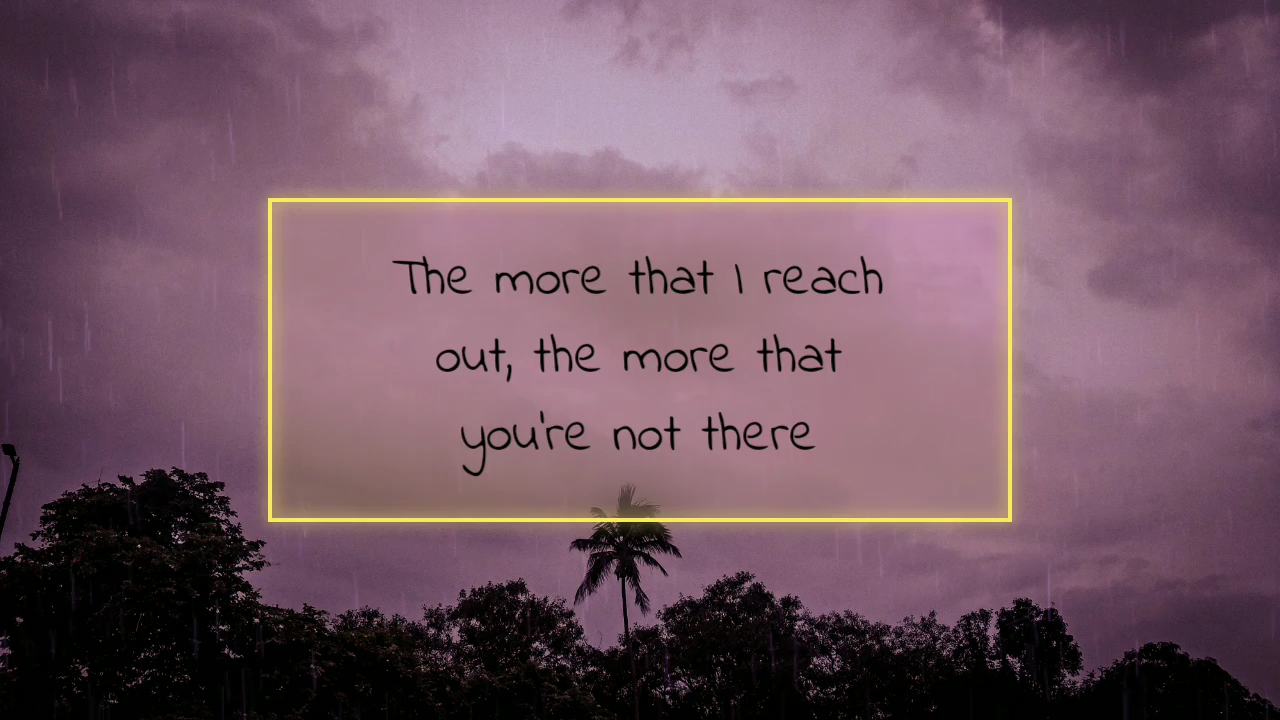 The more that I reach
out, the more that
you're not there